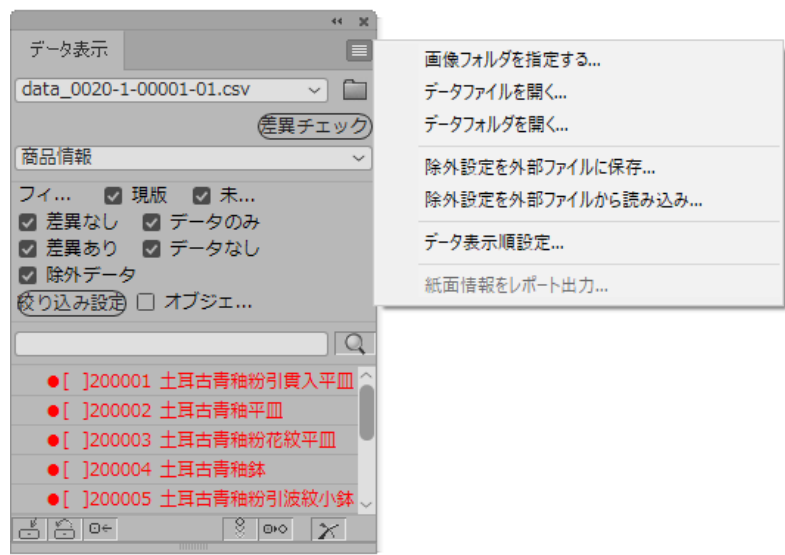 データ表示
data_0020-1-00001-01.csv
差異チェック
商品情報
フィ... 現版 未...
差異なし データのみ
差異あり データなし
除外データ
絞り込み設定 オブジェ...
●[ ]200001 土耳古青釉粉引貫入平皿
●[ ]200002 土耳古青釉平皿
●[ ]200003 土耳古青釉粉花紋平皿
●[ ]200004 土耳古青釉鉢
●[ ]200005 土耳古青釉粉引波紋小鉢
画像フォルダを指定する...
データファイルを開く...
データフォルダを開く...
除外設定を外部ファイルに保存...
除外設定を外部ファイルから読み込み...
データ表示順設定...
紙面情報をレポート出力...